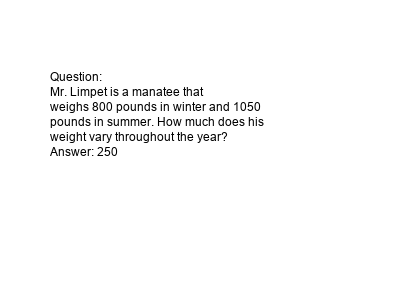 Question:
Mr. Limpet is a manatee that
weighs 800 pounds in winter and 1050
pounds in summer. How much does his
weight vary throughout the year?
Answer: 250